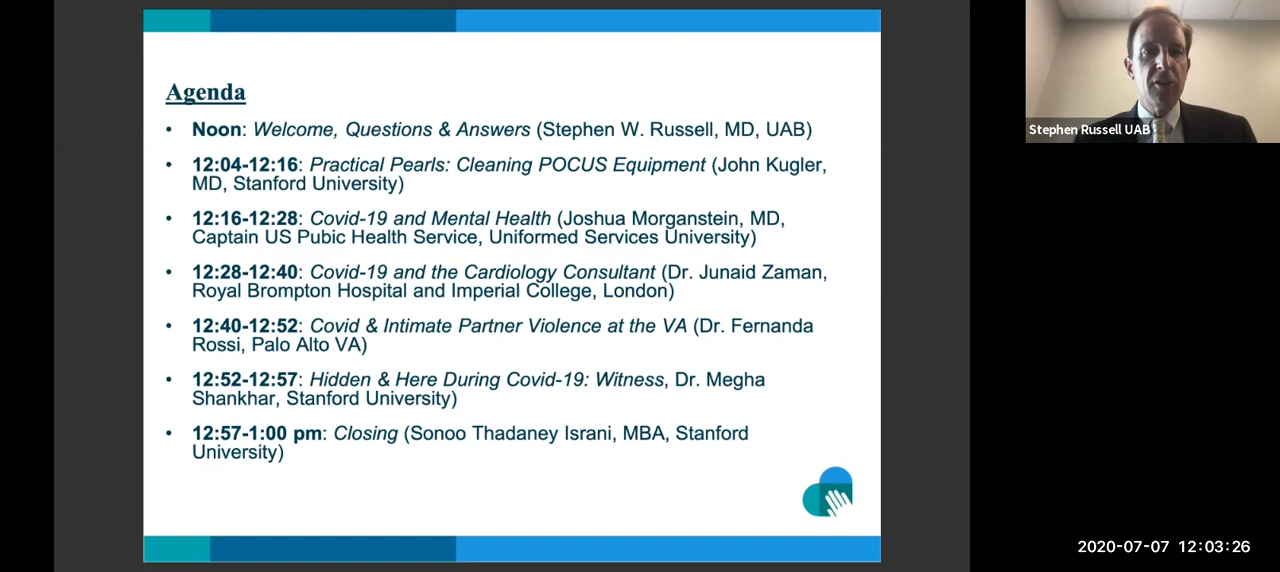 Agenda
• Noon: Welcome, Questions & Answers (Stephen W. Russell, MD, UAB)
• 12:04-12:16: Practical Pearls: Cleaning POCUS Equipment (John Kugler,
MD, Stanford University)
• 12:16-12:28: Covid-19 and Mental Health (Joshua Morganstein, MD,
Captain US Pubic Health Service, Uniformed Services University)
• 12:28-12:40: Covid-19 and the Cardiology Consultant (Dr. Junaid Zaman,
Royal Brompton Hospital and Imperial College, London)
• 12:40-12:52: Covid & Intimate Partner Violence at the VA (Dr. Fernanda
Rossi, Palo Alto VA)
• 12:52-12:57: Hidden & Here During Covid-19: Witness, Dr. Megha
Shankhar, Stanford University)
• 12:57-1:00 pm: Closing (Sonoo Thadaney Israni, MBA, Stanford
University)
Stephen Russell UAB
2020-07-07 12:03:26